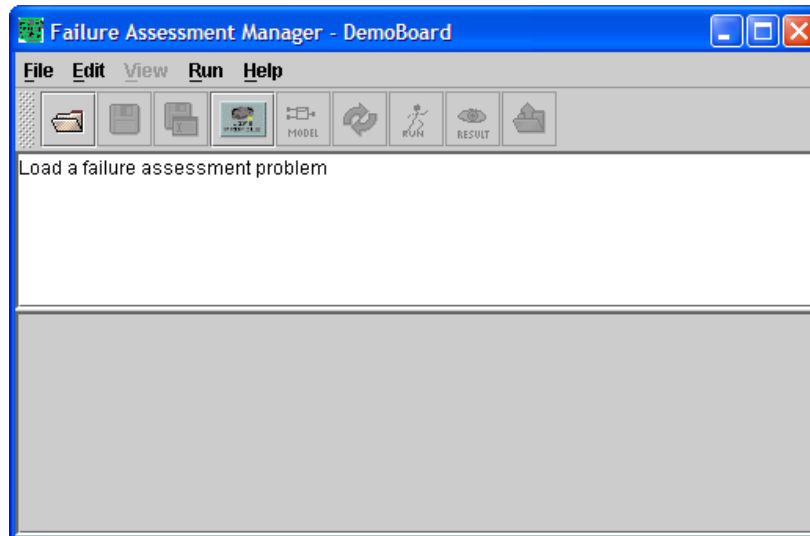 Failure Assessment Manager - DemoBoard
File Edit View Run Help
MODEL RUN RESULT
Load a failure assessment problem